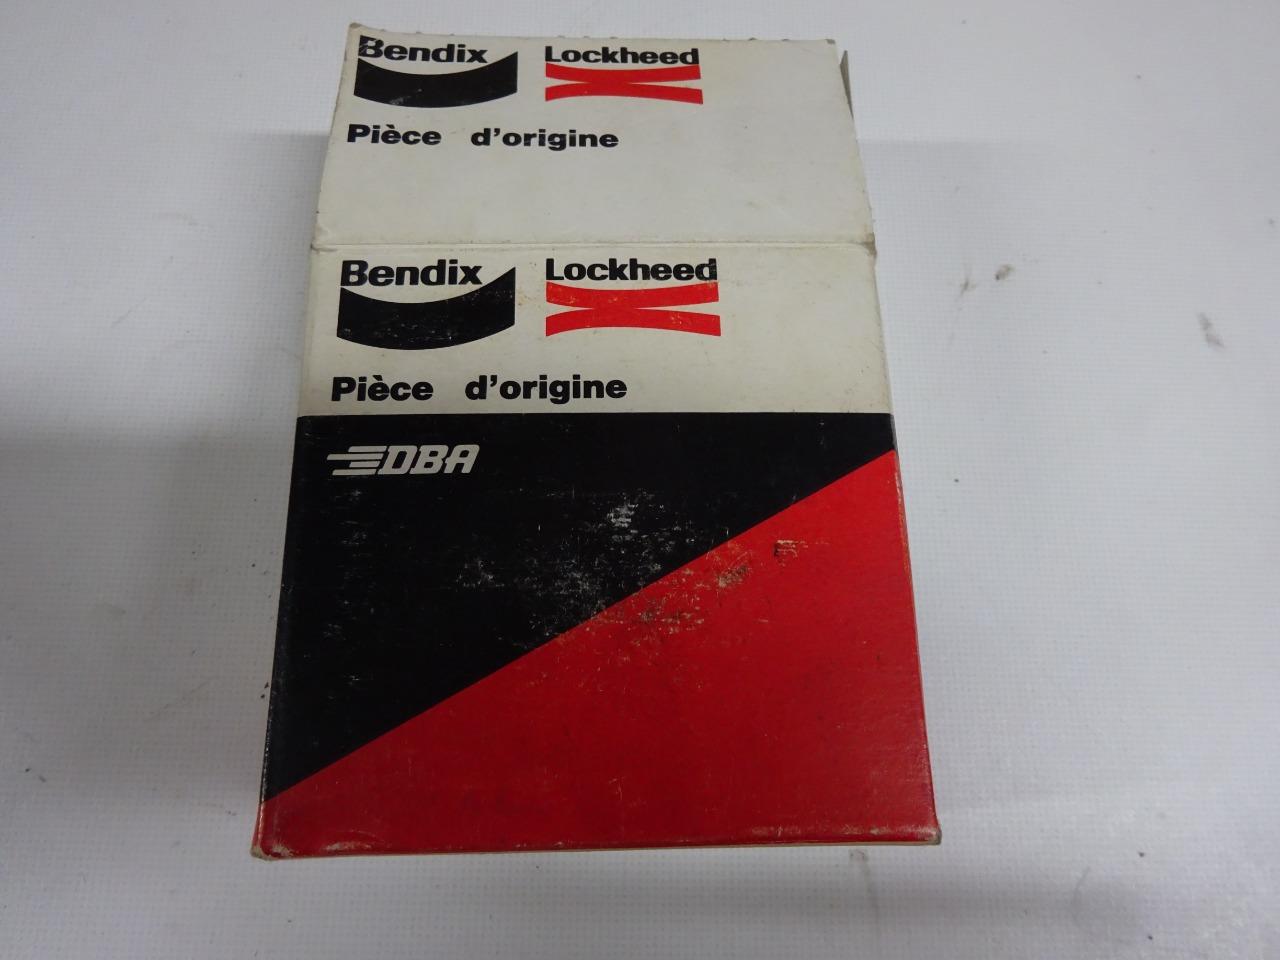 Bendix Lockheed
Pièce d'origine
Bendix Lockheed
Pièce d'origine
DBA